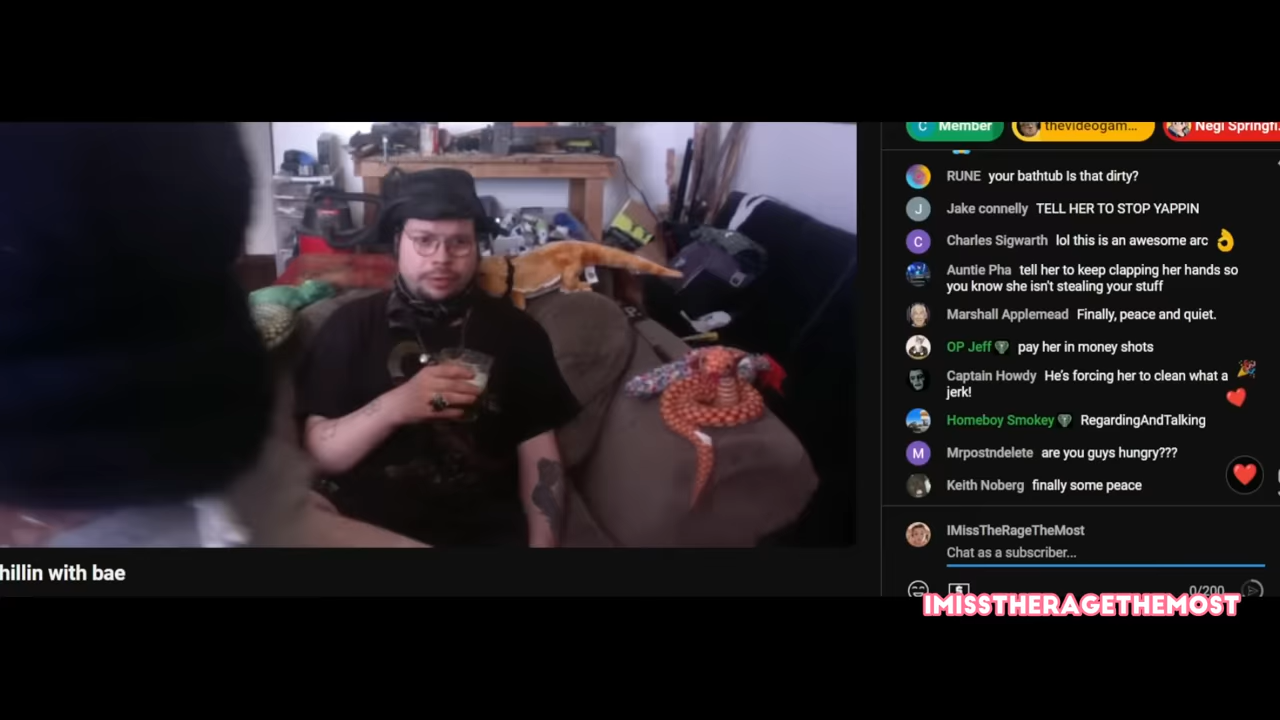 C Member
thevideogam...
Negi Springfi...
RUNE your bathtub Is that dirty?
J Jake connelly TELL HER TO STOP YAPPIN
C Charles Sigwarth lol this is an awesome arc
Auntie Pha tell her to keep clapping her hands so
you know she isn't stealing your stuff
Marshall Applemead Finally, peace and quiet.
OP Jeff pay her in money shots
Captain Howdy He's forcing her to clean what a
jerk!
Homeboy Smokey RegardingAndTalking
M Mrpostndelete are you guys hungry???
Keith Noberg finally some peace
IMissTheRageTheMost
Chat as a subscriber...
hillin with bae
$
0/200
IMISSTHERAGETHEMOST